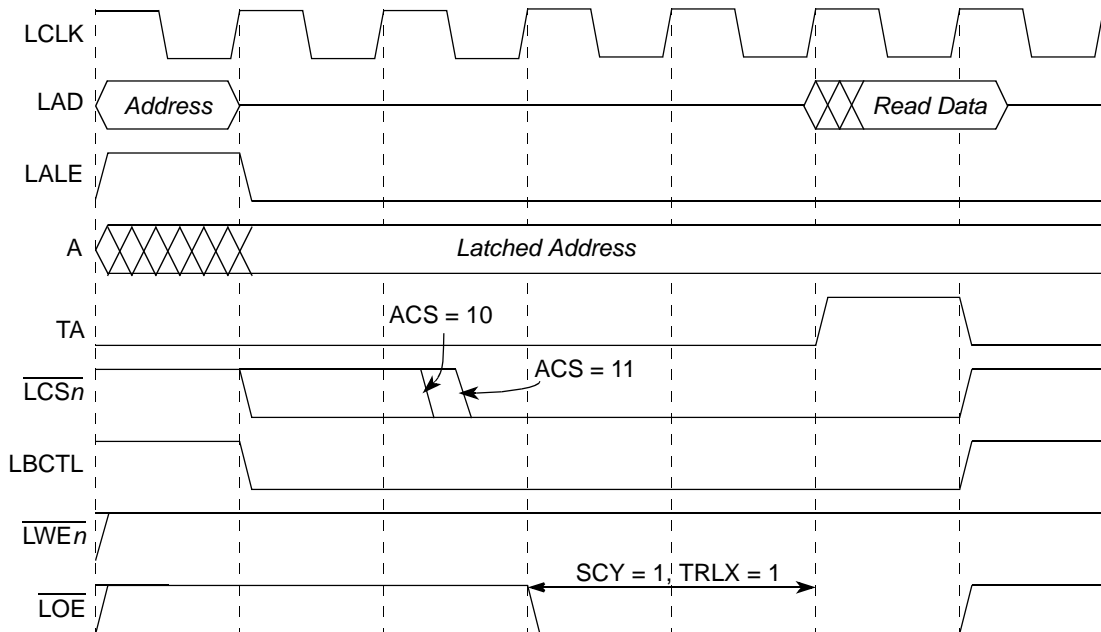 LCLK
LAD
Address
Read Data
LALE
A
Latched Address
TA
ACS = 10
LCSn
ACS = 11
LBCTL
LWEn
LOE
SCY = 1, TRLX = 1